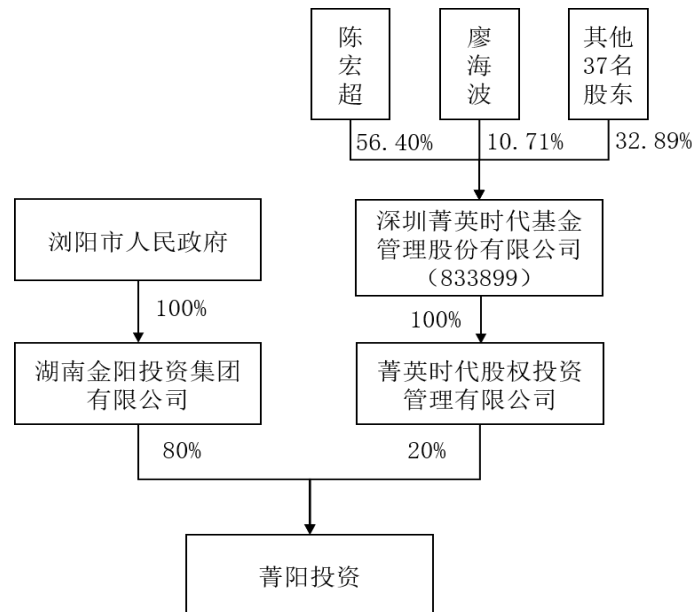 陈宏超
廖海波
其他
37名
股东
56.40%
10.71%
32.89%
浏阳市人民政府
深圳菁英时代基金
管理股份有限公司
（833899）
100%
100%
湖南金阳投资集团
有限公司
菁英时代股权投资
管理有限公司
80%
20%
菁阳投资